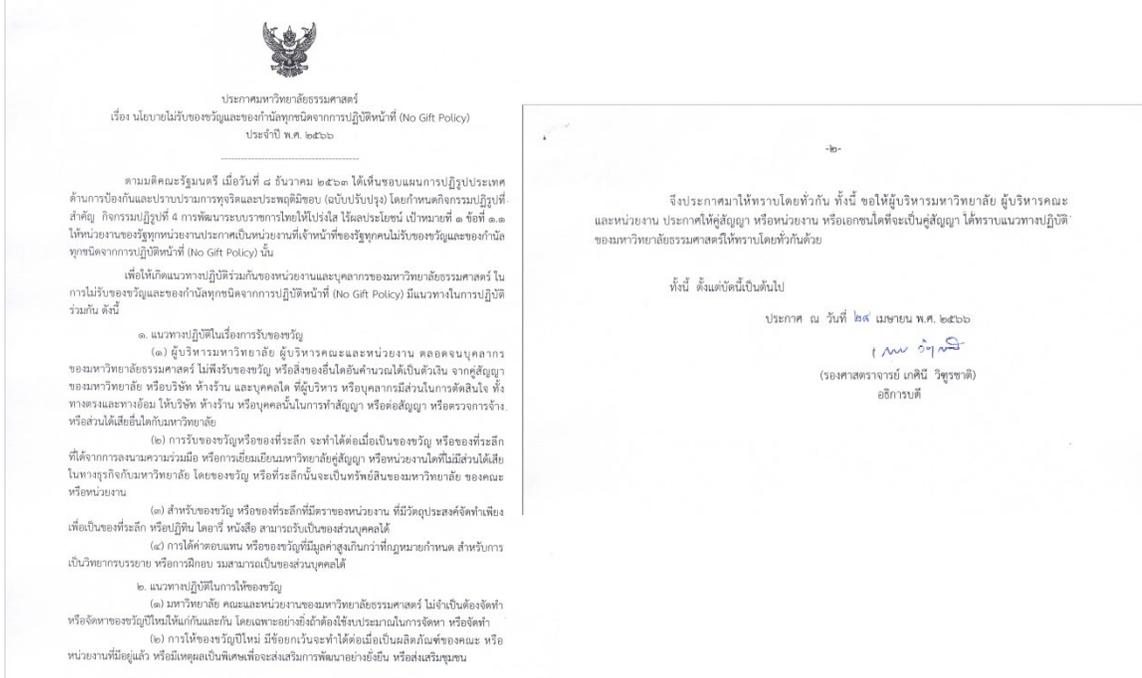 ประกาศมหาวิทยาลัยธรรมศาสตร์
เรื่อง นโยบายไม่รับของขวัญและของกำนัลทุกชนิดจากการปฏิบัติหน้าที่ (No Gift Policy)
ประจำปี พ.ศ. ๒๕๖๖
ตามมติคณะรัฐมนตรี เมื่อวันที่ ๘ ธันวาคม ๒๕๖๓ ได้เห็นชอบแผนการปฏิรูปประเทศ
ด้านการป้องกันและปราบปรามการทุจริตและประพฤติมิชอบ (ฉบับปรับปรุง) โดยกำหนดกิจกรรมปฏิรูปที่
สำคัญ กิจกรรมปฏิรูปที่ 4 การพัฒนาระบบราชการไทยให้โปร่งใส ไร้ผลประโยชน์ เป้าหมายที่ ๑ ข้อที่ ๑.๑
ให้หน่วยงานของรัฐทุกหน่วยงานประกาศเป็นหน่วยงานที่เจ้าหน้าที่ของรัฐทุกคนไม่รับของขวัญและของกำนัล
ทุกชนิดจากการปฏิบัติหน้าที่ (No Gift Policy) นั้น
เพื่อให้เกิดแนวทางปฏิบัติร่วมกันของหน่วยงานและบุคลากรของมหาวิทยาลัยธรรมศาสตร์ ใน
การไม่รับของขวัญและของกำนัลทุกชนิดจากการปฏิบัติหน้าที่ (No Gift Policy) มีแนวทางในการปฏิบัติ
ร่วมกัน ดังนี้
๑. แนวทางปฏิบัติในเรื่องการรับของขวัญ
(๑) ผู้บริหารมหาวิทยาลัย ผู้บริหารคณะและหน่วยงาน ตลอดจนบุคลากร
ของมหาวิทยาลัยธรรมศาสตร์ ไม่พึงรับของขวัญ หรือสิ่งของอื่นใดอันคำนวณได้เป็นตัวเงิน จากคู่สัญญา
ของมหาวิทยาลัย หรือบริษัท ห้างร้าน และบุคคลใด ที่ผู้บริหาร หรือบุคลากรมีส่วนในการตัดสินใจ ทั้ง
ทางตรงและทางอ้อม ให้บริษัท ห้างร้าน หรือบุคคลนั้นในการทำสัญญา หรือต่อสัญญา หรือตรวจการจ้าง
หรือส่วนได้เสียอื่นใดกับมหาวิทยาลัย
(๒) การรับของขวัญหรือของที่ระลึก จะทำได้ต่อเมื่อเป็นของขวัญ หรือของที่ระลึก
ที่ได้จากการลงนามความร่วมมือ หรือการเยี่ยมเยียนมหาวิทยาลัยคู่สัญญา หรือหน่วยงานใดที่ไม่มีส่วนได้เสีย
ในทางธุรกิจกับมหาวิทยาลัย โดยของขวัญ หรือที่ระลึกนั้นจะเป็นทรัพย์สินของมหาวิทยาลัย ของคณะ
หรือหน่วยงาน
(๓) สำหรับของขวัญ หรือของที่ระลึกที่มีตราของหน่วยงาน ที่มีวัตถุประสงค์จัดทำเพียง
เพื่อเป็นของที่ระลึก หรือปฏิทิน ไดอารี่ หนังสือ สามารถรับเป็นของส่วนบุคคลได้
(๔) การได้ค่าตอบแทน หรือของขวัญที่มีมูลค่าสูงเกินกว่าที่กฎหมายกำหนด สำหรับการ
เป็นวิทยากรบรรยาย หรือการฝึกอบ รมสามารถเป็นของส่วนบุคคลได้
๒. แนวทางปฏิบัติในการให้ของขวัญ
(๑) มหาวิทยาลัย คณะและหน่วยงานของมหาวิทยาลัยธรรมศาสตร์ ไม่จำเป็นต้องจัดทำ
หรือจัดหาของขวัญปีใหม่ให้แก่กันและกัน โดยเฉพาะอย่างยิ่งถ้าต้องใช้งบประมาณในการจัดหา หรือจัดทำ
(๒) การให้ของขวัญปีใหม่ มีข้อยกเว้นจะทำได้ต่อเมื่อเป็นผลิตภัณฑ์ของคณะ หรือ
หน่วยงานที่มีอยู่แล้ว หรือมีเหตุผลเป็นพิเศษเพื่อจะส่งเสริมการพัฒนาอย่างยั่งยืน หรือส่งเสริมชุมชน
-๒-
จึงประกาศมาให้ทราบโดยทั่วกัน ทั้งนี้ ขอให้ผู้บริหารมหาวิทยาลัย ผู้บริหารคณะ
และหน่วยงาน ประกาศให้คู่สัญญา หรือหน่วยงาน หรือเอกชนใดที่จะเป็นคู่สัญญา ได้ทราบแนวทางปฏิบัติ
ของมหาวิทยาลัยธรรมศาสตร์ให้ทราบโดยทั่วกันด้วย
ทั้งนี้ ตั้งแต่บัดนี้เป็นต้นไป
ประกาศ ณ วันที่ ๒๔ เมษายน พ.ศ. ๒๕๖๖
(รองศาสตราจารย์ เกศินี วิฑูรชาติ)
อธิการบดี